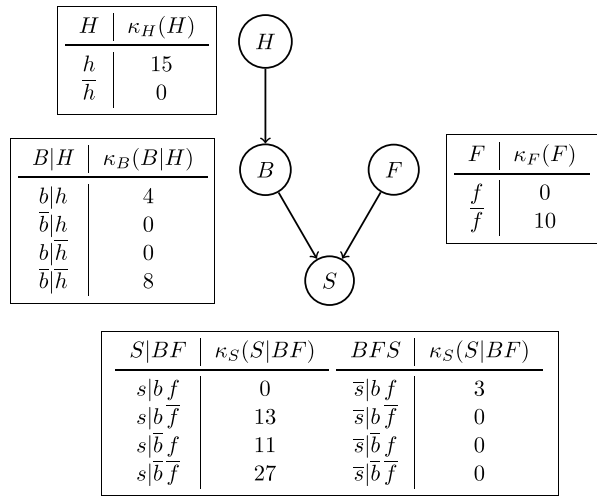 H κ_H(H)
h 15
h̅ 0
H
B|H κ_B(B|H)
b|h 4
b̅|h 0
b|h̅ 0
b̅|h̅ 8
B
F
F κ_F(F)
f 0
f̅ 10
S
S|BF κ_S(S|BF) BFS κ_S(S|BF)
s|b f 0 s̅|b f 3
s|b f̅ 13 s̅|b f̅ 0
s|b̅ f 11 s̅|b̅ f 0
s|b̅ f̅ 27 s̅|b̅ f̅ 0